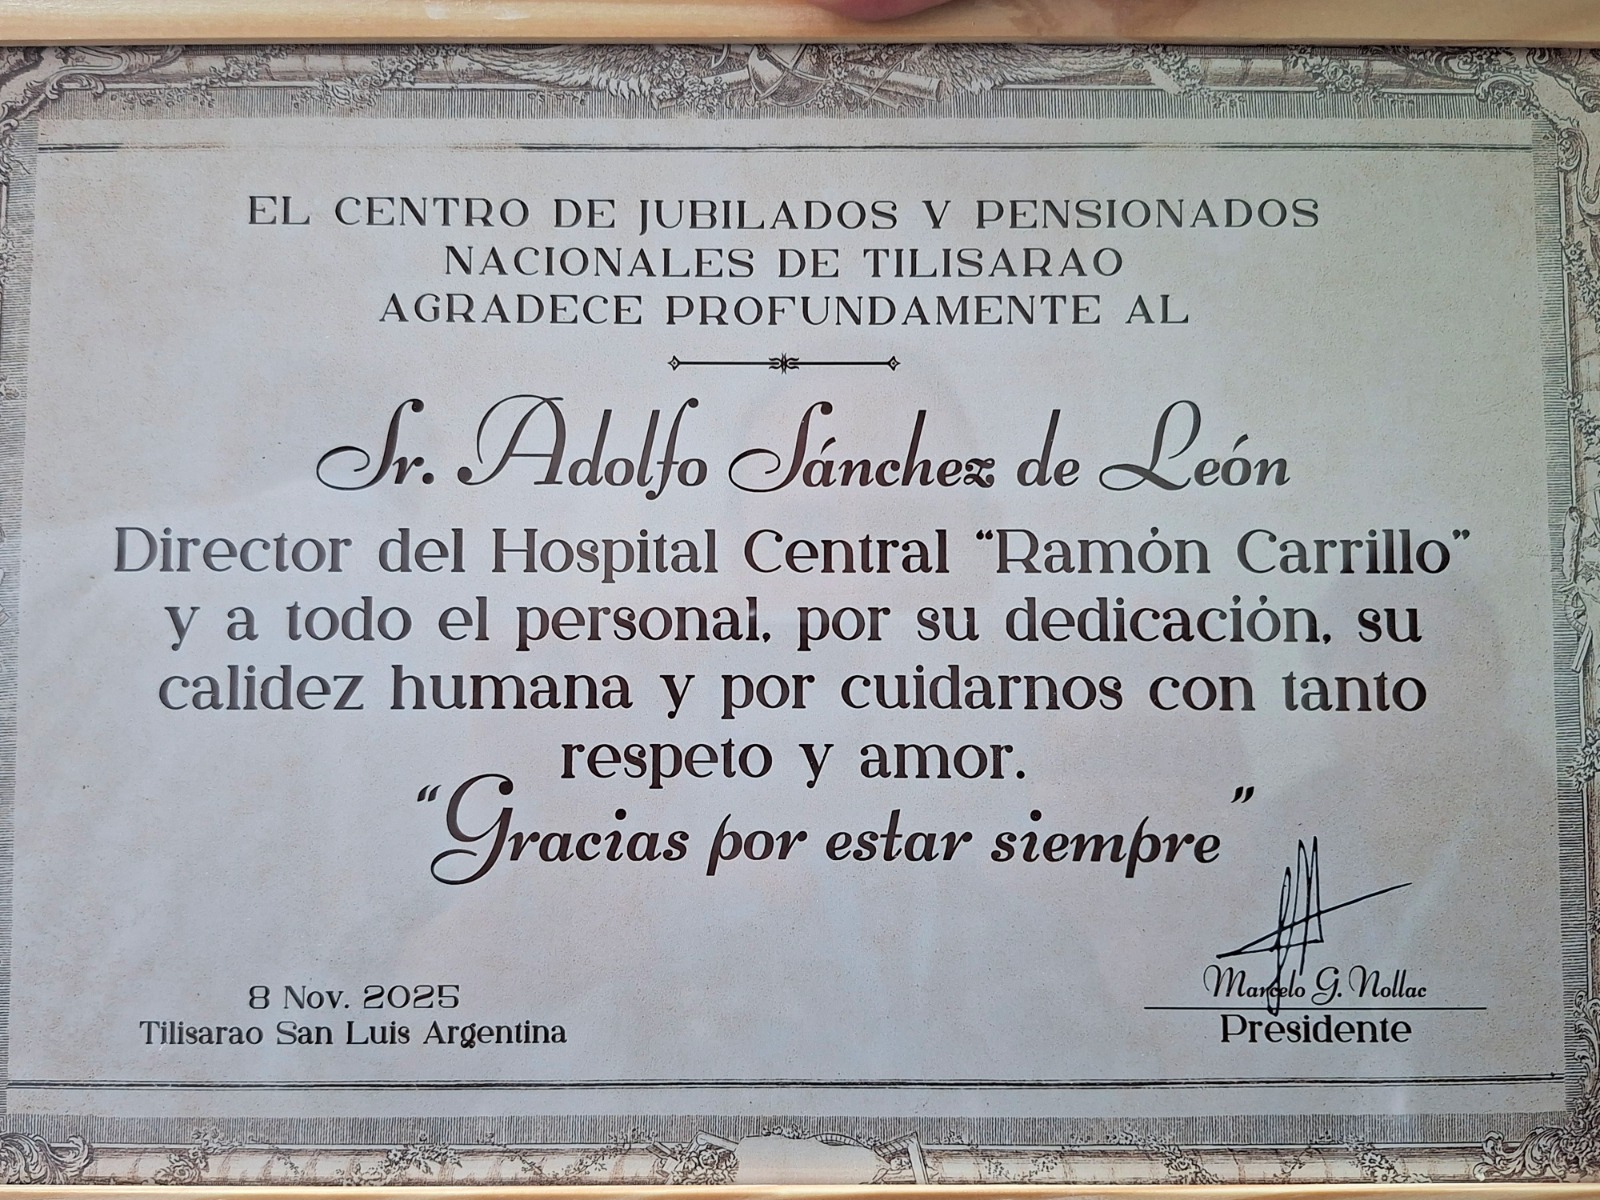 EL CENTRO DE JUBILADOS Y PENSIONADOS
NACIONALES DE TILISARAO
AGRADECE PROFUNDAMENTE AL
Sr. Adolfo Sánchez de León
Director del Hospital Central “Ramón Carrillo”
y a todo el personal, por su dedicación, su
calidez humana y por cuidarnos con tanto
respeto y amor.
“Gracias por estar siempre”
8 Nov. 2025
Tilisarao San Luis Argentina
Marcelo G. Nollac
Presidente